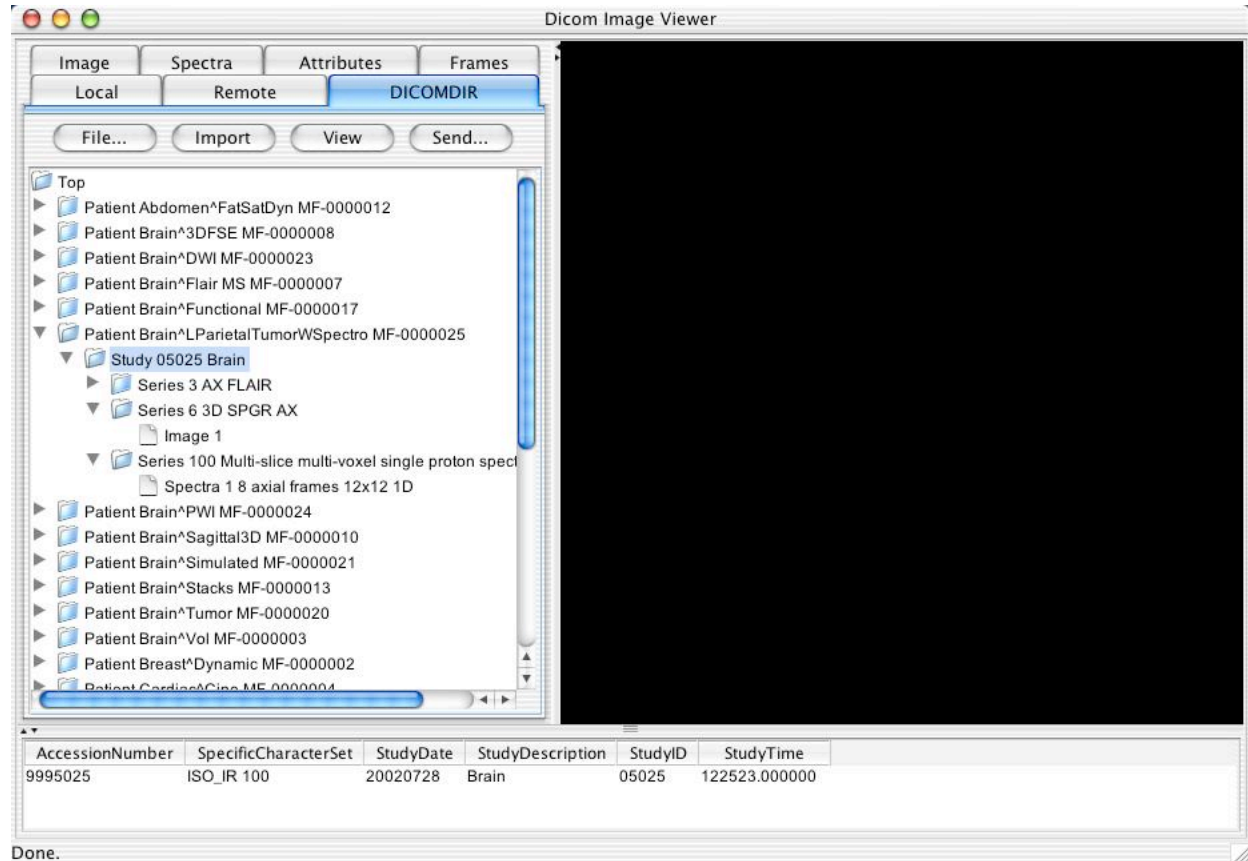 Dicom Image Viewer
Image Spectra Attributes Frames
Local Remote DICOMDIR
File... Import View Send...
Top
Patient Abdomen^FatSatDyn MF-0000012
Patient Brain^3DFSE MF-0000008
Patient Brain^DWI MF-0000023
Patient Brain^Flair MS MF-0000007
Patient Brain^Functional MF-0000017
Patient Brain^LParietalTumorWSpectro MF-0000025
Study 05025 Brain
Series 3 AX FLAIR
Series 6 3D SPGR AX
Image 1
Series 100 Multi-slice multi-voxel single proton spect
Spectra 1 8 axial frames 12x12 1D
Patient Brain^PWI MF-0000024
Patient Brain^Sagittal3D MF-0000010
Patient Brain^Simulated MF-0000021
Patient Brain^Stacks MF-0000013
Patient Brain^Tumor MF-0000020
Patient Brain^Vol MF-0000003
Patient Breast^Dynamic MF-0000002
Patient Cardiac^Cine MF-0000004
AccessionNumber SpecificCharacterSet StudyDate StudyDescription StudyID StudyTime
9995025 ISO_IR 100 20020728 Brain 05025 122523.000000
Done.